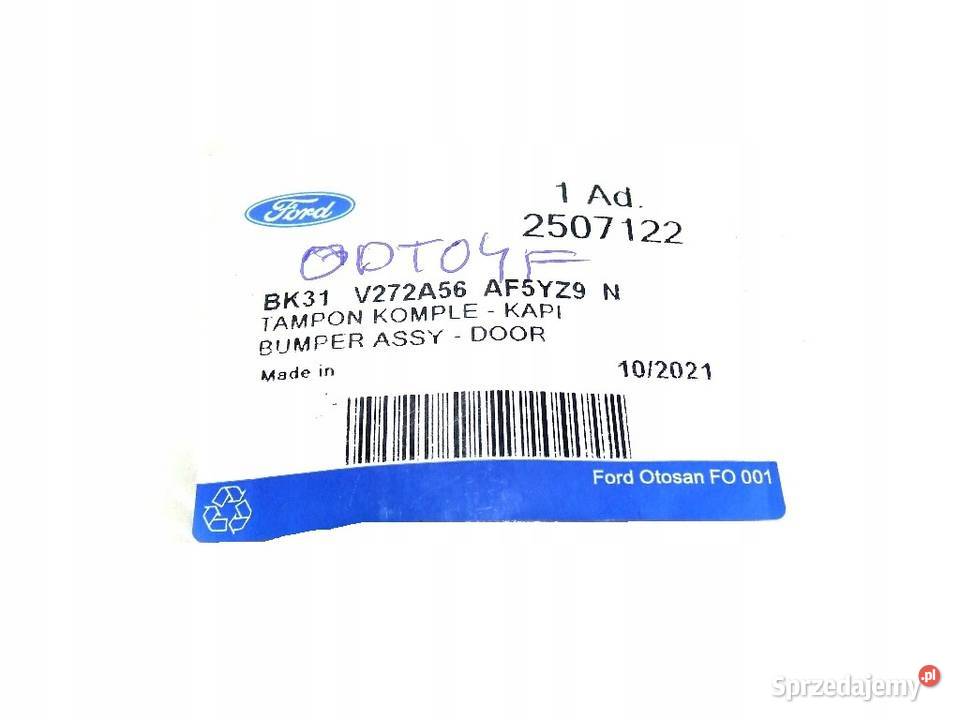 Ford
1 Ad.
2507122
ODT04F
BK31 V272A56 AF5YZ9 N
TAMPON KOMPLE - KAPI
BUMPER ASSY - DOOR
Made in
10/2021
Ford Otosan FO 001
Sprzedajemy.pl